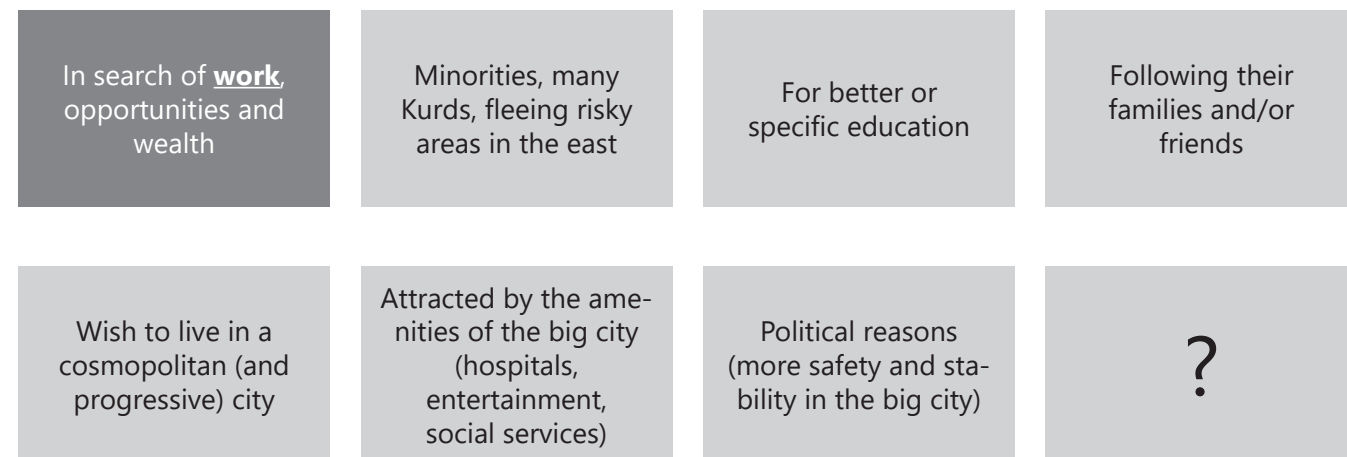 In search of work,
opportunities and
wealth
Minorities, many
Kurds, fleeing risky
areas in the east
For better or
specific education
Following their
families and/or
friends
Wish to live in a
cosmopolitan (and
progressive) city
Attracted by the ame-
nities of the big city
(hospitals,
entertainment,
social services)
Political reasons
(more safety and sta-
bility in the big city)
?